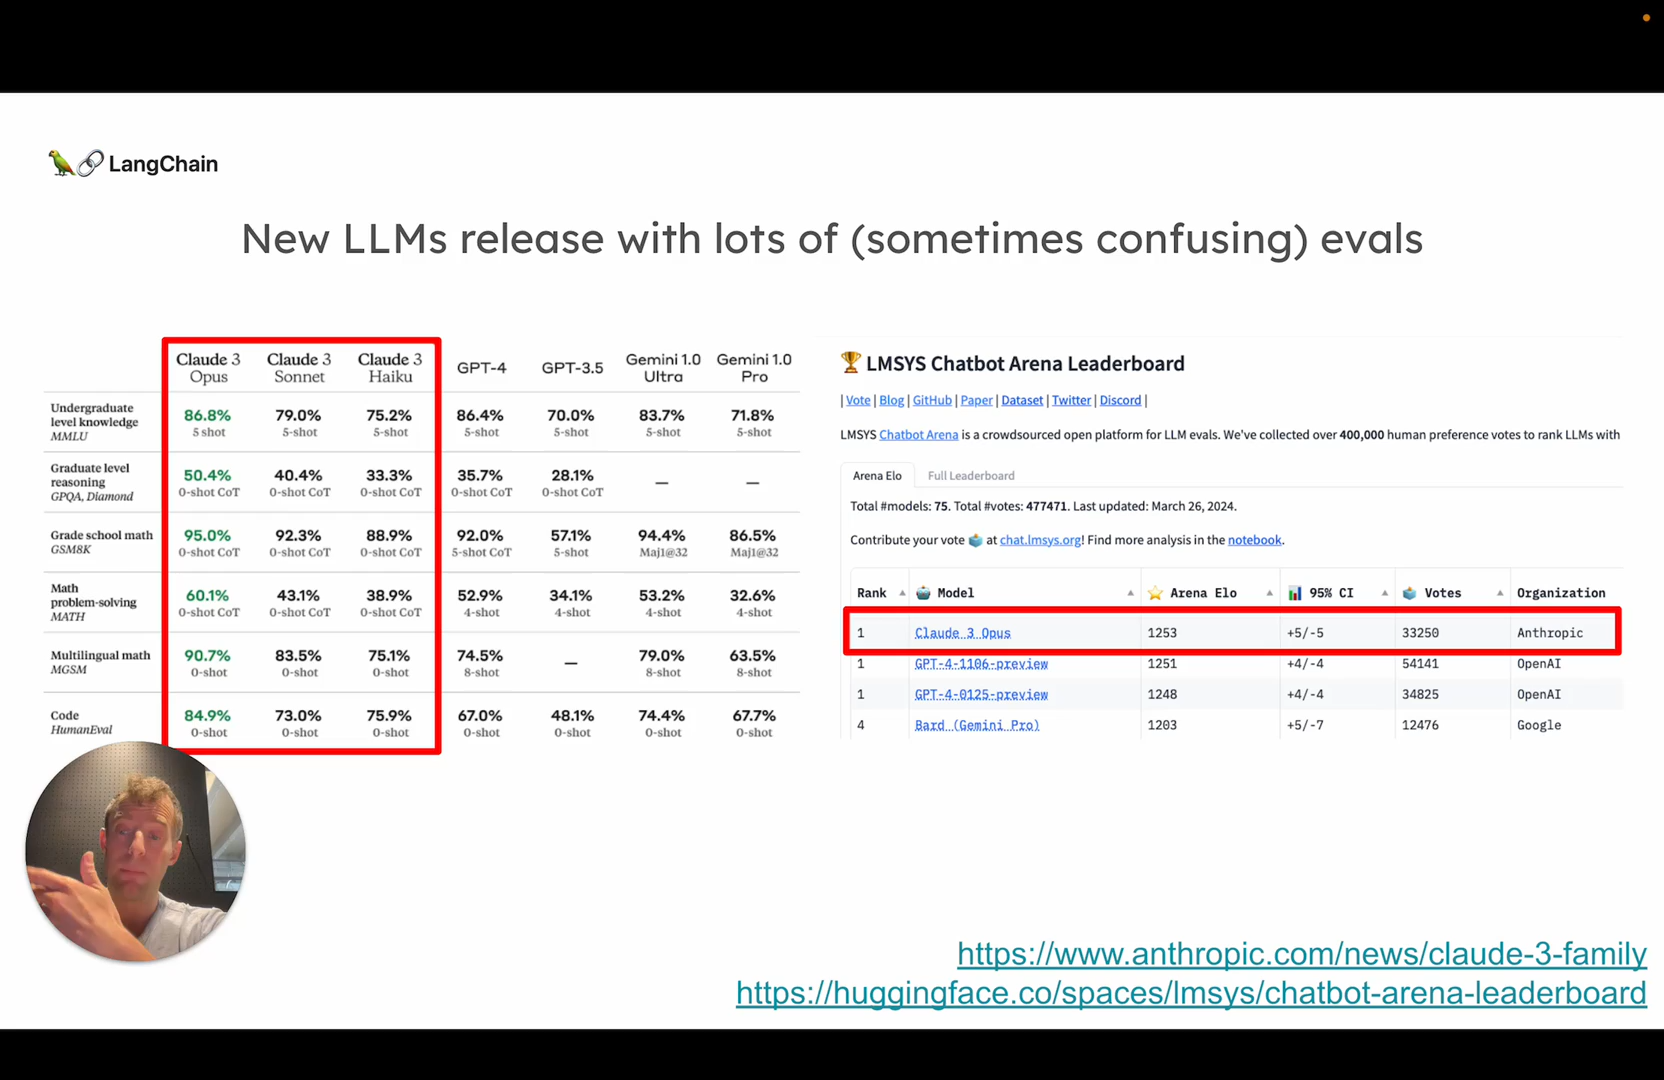 LangChain
New LLMs release with lots of (sometimes confusing) evals
Claude 3 Opus Claude 3 Sonnet Claude 3 Haiku GPT-4 GPT-3.5 Gemini 1.0 Ultra Gemini 1.0 Pro
Undergraduate level knowledge MMLU 86.8% 5 shot 79.0% 5-shot 75.2% 5-shot 86.4% 5-shot 70.0% 5-shot 83.7% 5-shot 71.8% 5-shot
Graduate level reasoning GPQA, Diamond 50.4% 0-shot CoT 40.4% 0-shot CoT 33.3% 0-shot CoT 35.7% 0-shot CoT 28.1% 0-shot CoT — —
Grade school math GSM8K 95.0% 0-shot CoT 92.3% 0-shot CoT 88.9% 0-shot CoT 92.0% 5-shot CoT 57.1% 5-shot 94.4% Maj1@32 86.5% Maj1@32
Math problem-solving MATH 60.1% 0-shot CoT 43.1% 0-shot CoT 38.9% 0-shot CoT 52.9% 4-shot 34.1% 4-shot 53.2% 4-shot 32.6% 4-shot
Multilingual math MGSM 90.7% 0-shot 83.5% 0-shot 75.1% 0-shot 74.5% 8-shot — 79.0% 8-shot 63.5% 8-shot
Code HumanEval 84.9% 0-shot 73.0% 0-shot 75.9% 0-shot 67.0% 0-shot 48.1% 0-shot 74.4% 0-shot 67.7% 0-shot
🏆 LMSYS Chatbot Arena Leaderboard
| Vote | Blog | GitHub | Paper | Dataset | Twitter | Discord |
LMSYS Chatbot Arena is a crowdsourced open platform for LLM evals. We've collected over 400,000 human preference votes to rank LLMs with
Arena Elo Full Leaderboard
Total #models: 75. Total #votes: 477471. Last updated: March 26, 2024.
Contribute your vote 🗳️ at chat.lmsys.org! Find more analysis in the notebook.
Rank 🤖 Model ⭐ Arena Elo 📊 95% CI 🗳️ Votes Organization
1 Claude 3 Opus 1253 +5/-5 33250 Anthropic
1 GPT-4-1106-preview 1251 +4/-4 54141 OpenAI
1 GPT-4-0125-preview 1248 +4/-4 34825 OpenAI
4 Bard (Gemini Pro) 1203 +5/-7 12476 Google
https://www.anthropic.com/news/claude-3-family
https://huggingface.co/spaces/lmsys/chatbot-arena-leaderboard